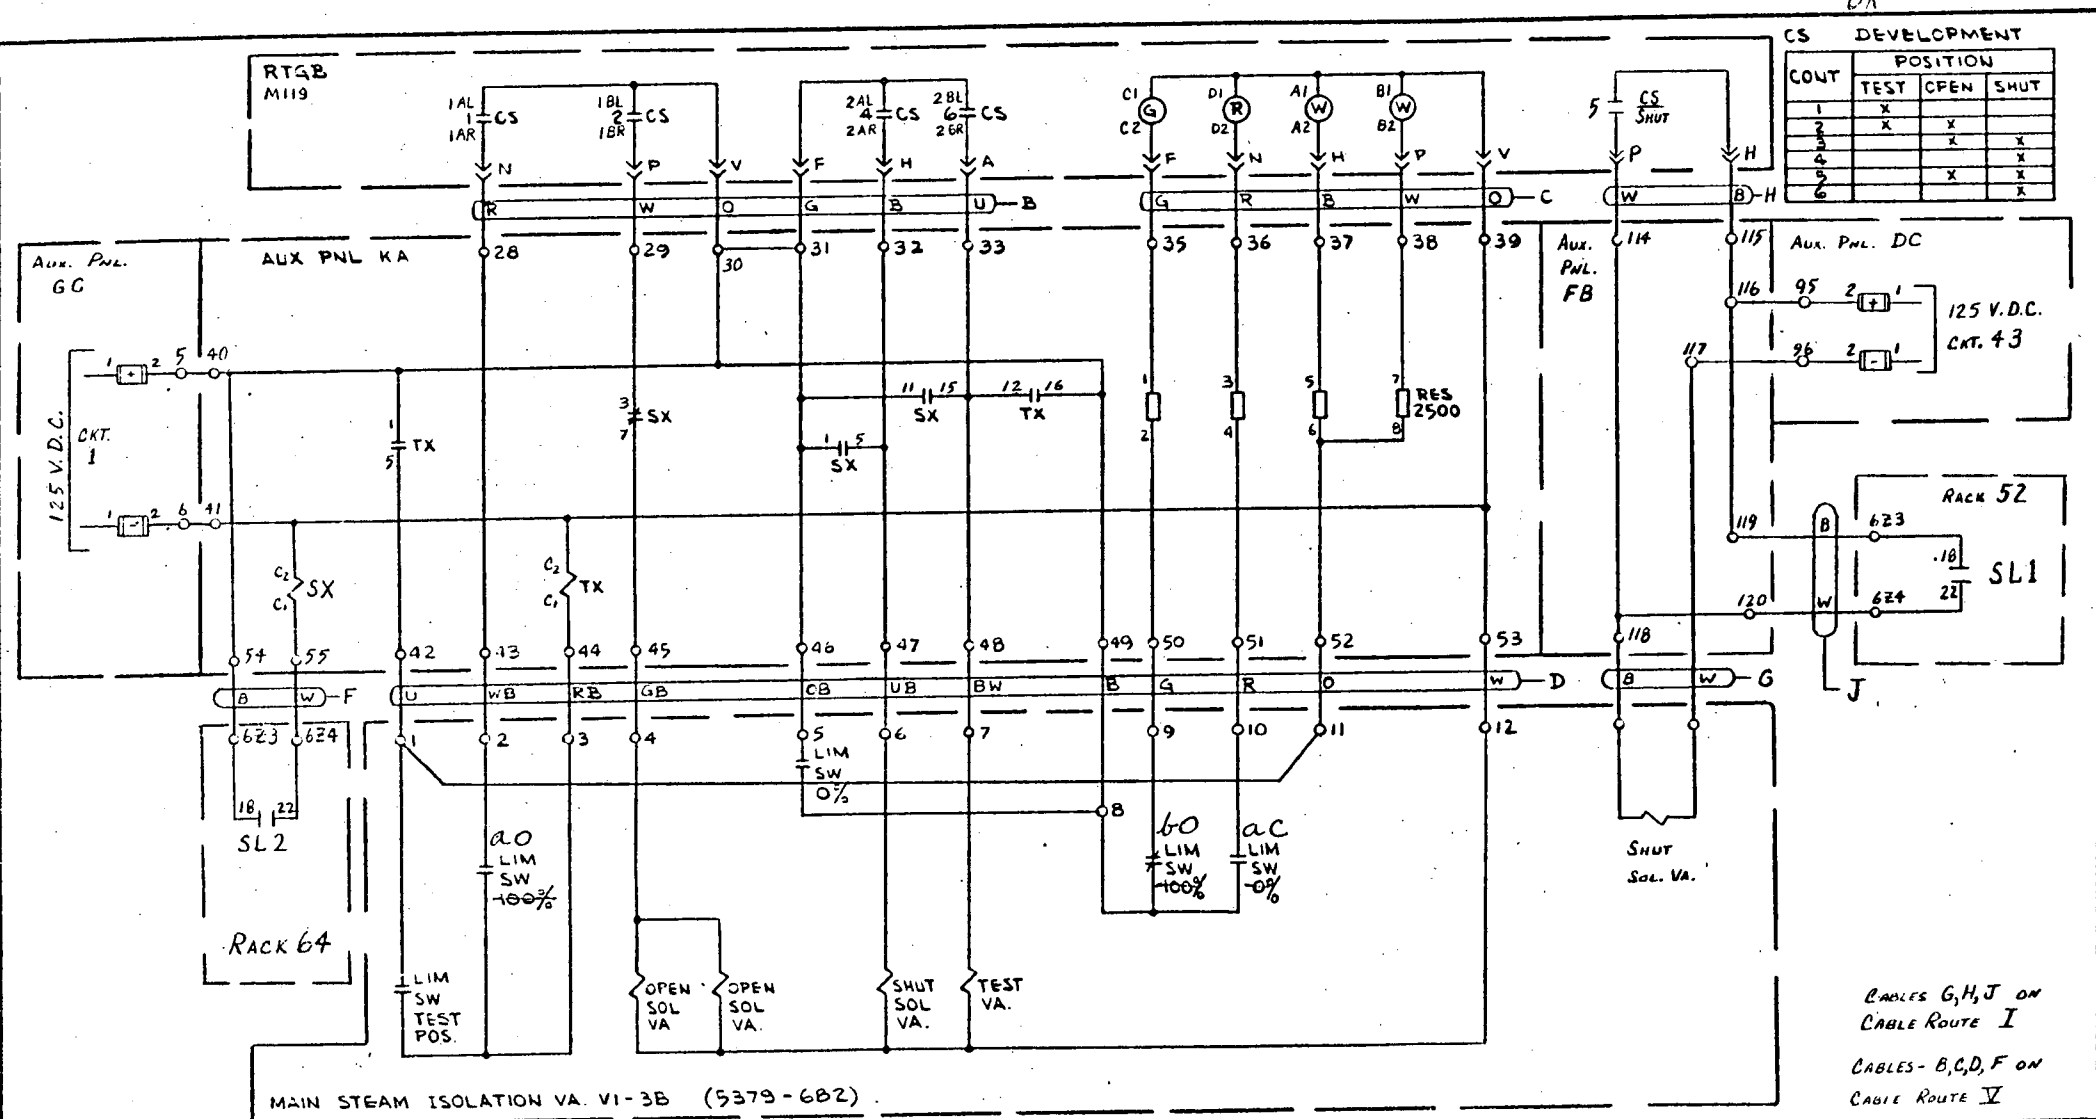 CS DEVELOPMENT
CONT POSITION
TEST OPEN SHUT
1 X
2 X X
3 X X
4 X
5 X X
6 X
RTGB
M119
1AL
1 CS
1AR
1BL
2 CS
1BR
2AL
4 CS
2AR
2BL
6 CS
2BR
C1
G
C2
D1
R
D2
A1
W
A2
B1
W
B2
5 CS
SHUT
N P V F H A F N H P V P H
R W O G B U B
G R B W O C
W B H
AUX. PNL.
GC
AUX PNL KA
28 29 30 31 32 33 35 36 37 38 39
AUX.
PNL.
FB
114 115
AUX. PNL. DC
116 95 2 + 1
117 96 2 - 1
125 V.D.C.
CKT. 43
125 V.D.C.
CKT.
1
1 + 2 5 40
1 - 2 6 41
1
TX
5
3
SX
7
11 15
SX
12 16
TX
1 5
SX
1
2
3
4
5
6
7
8
RES
2500
C2
SX
C1
C2
TX
C1
RACK 52
119 B 6Z3
18
SL1
22
120 W 6Z4
118
J
54 55 42 43 44 45 46 47 48 49 50 51 52 53
B W F
U WB RB GB OB UB BW B G R O W D
B W G
6Z3 6Z4
1 2 3 4 5 6 7 9 10 11 12
LIM
SW
0%
8
18 22
SL2
RACK 64
aO
LIM
SW
100%
bO
LIM
SW
100%
aC
LIM
SW
0%
SHUT
SOL. VA.
LIM
SW
TEST
POS.
OPEN
SOL
VA
OPEN
SOL
VA.
SHUT
SOL
VA.
TEST
VA.
CABLES G,H,J ON
CABLE ROUTE I
CABLES - B,C,D,F ON
CABLE ROUTE V
MAIN STEAM ISOLATION VA. V1-3B (5379-682)